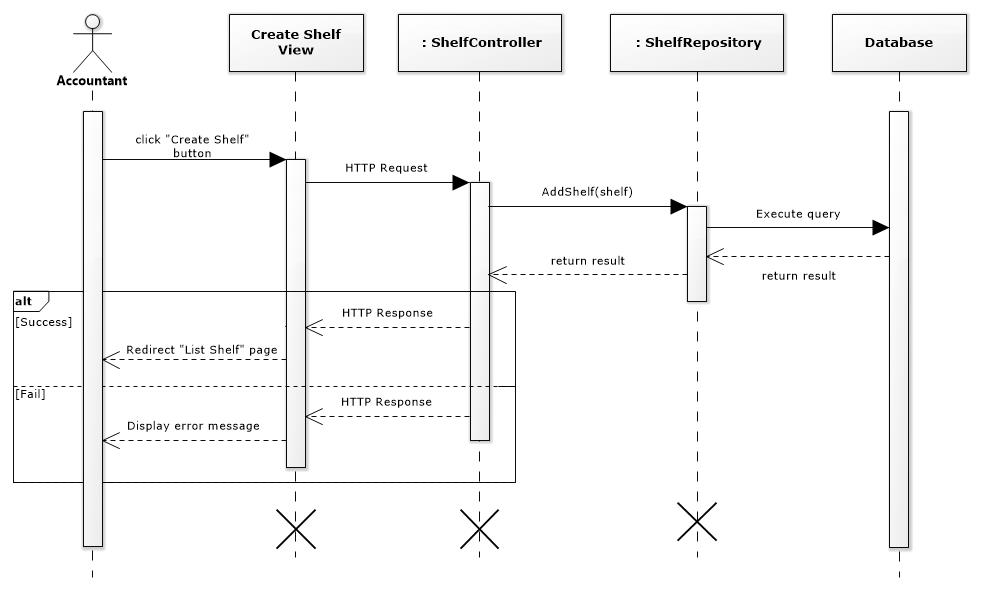 Accountant
Create Shelf
View
: ShelfController
: ShelfRepository
Database
click "Create Shelf"
button
HTTP Request
AddShelf(shelf)
Execute query
return result
return result
alt
[Success]
HTTP Response
Redirect "List Shelf" page
[Fail]
HTTP Response
Display error message